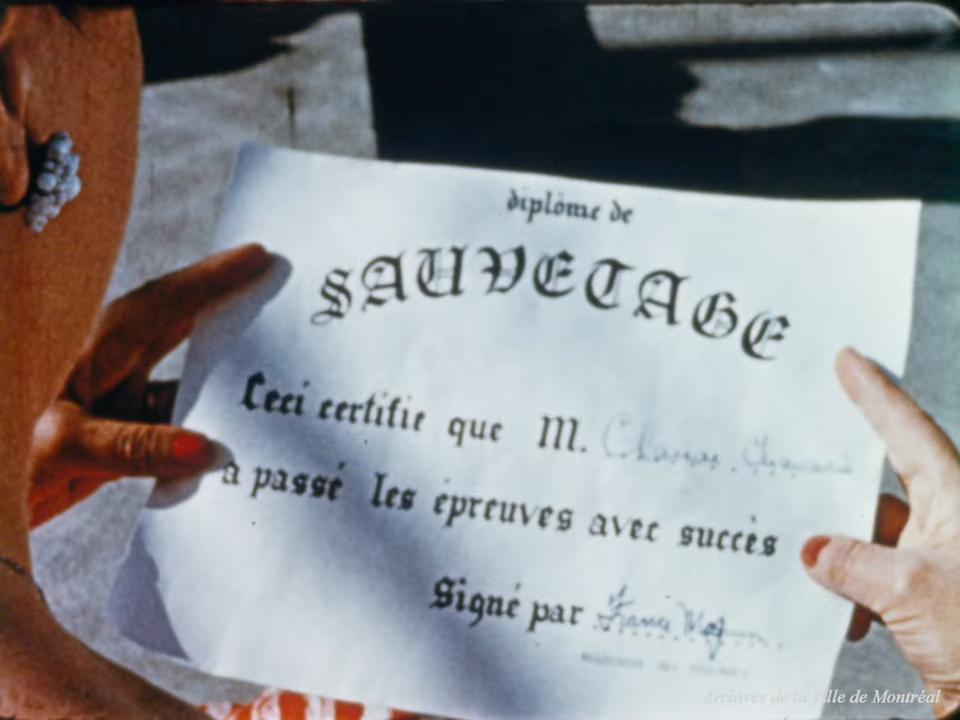 diplôme de
SAUVETAGE
Ceci certifie que M.
a passé les épreuves avec succès
Signé par
Archives de la ville de Montréal